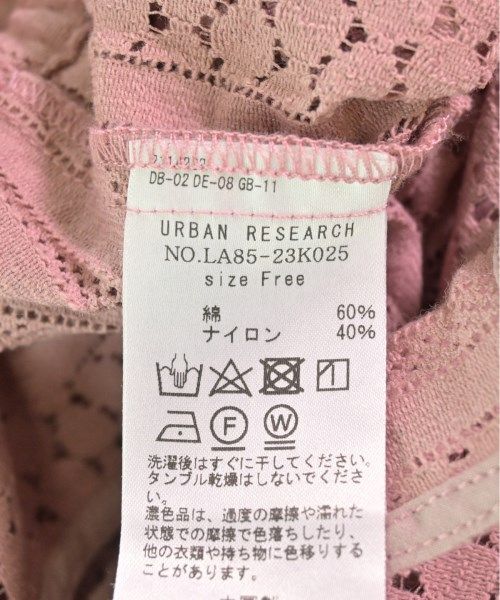 DB-02 DE-08 GB-11
URBAN RESEARCH
NO.LA85-23K025
size Free
綿 60%
ナイロン 40%
F W
洗濯後はすぐに干してください。
タンブル乾燥はしないでくださ
い。
濃色品は、過度の摩擦や濡れた
状態での摩擦で色落ちしたり、
他の衣類や持ち物に色移りする
ことがあります。